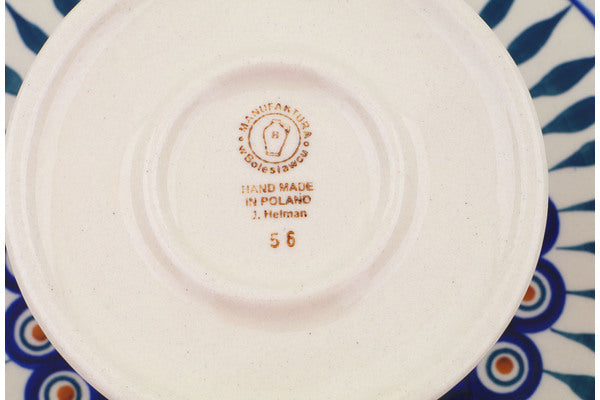 MANUFAKTURA
w Bolesławcu
B
HAND MADE
IN POLAND
J. Helman
56